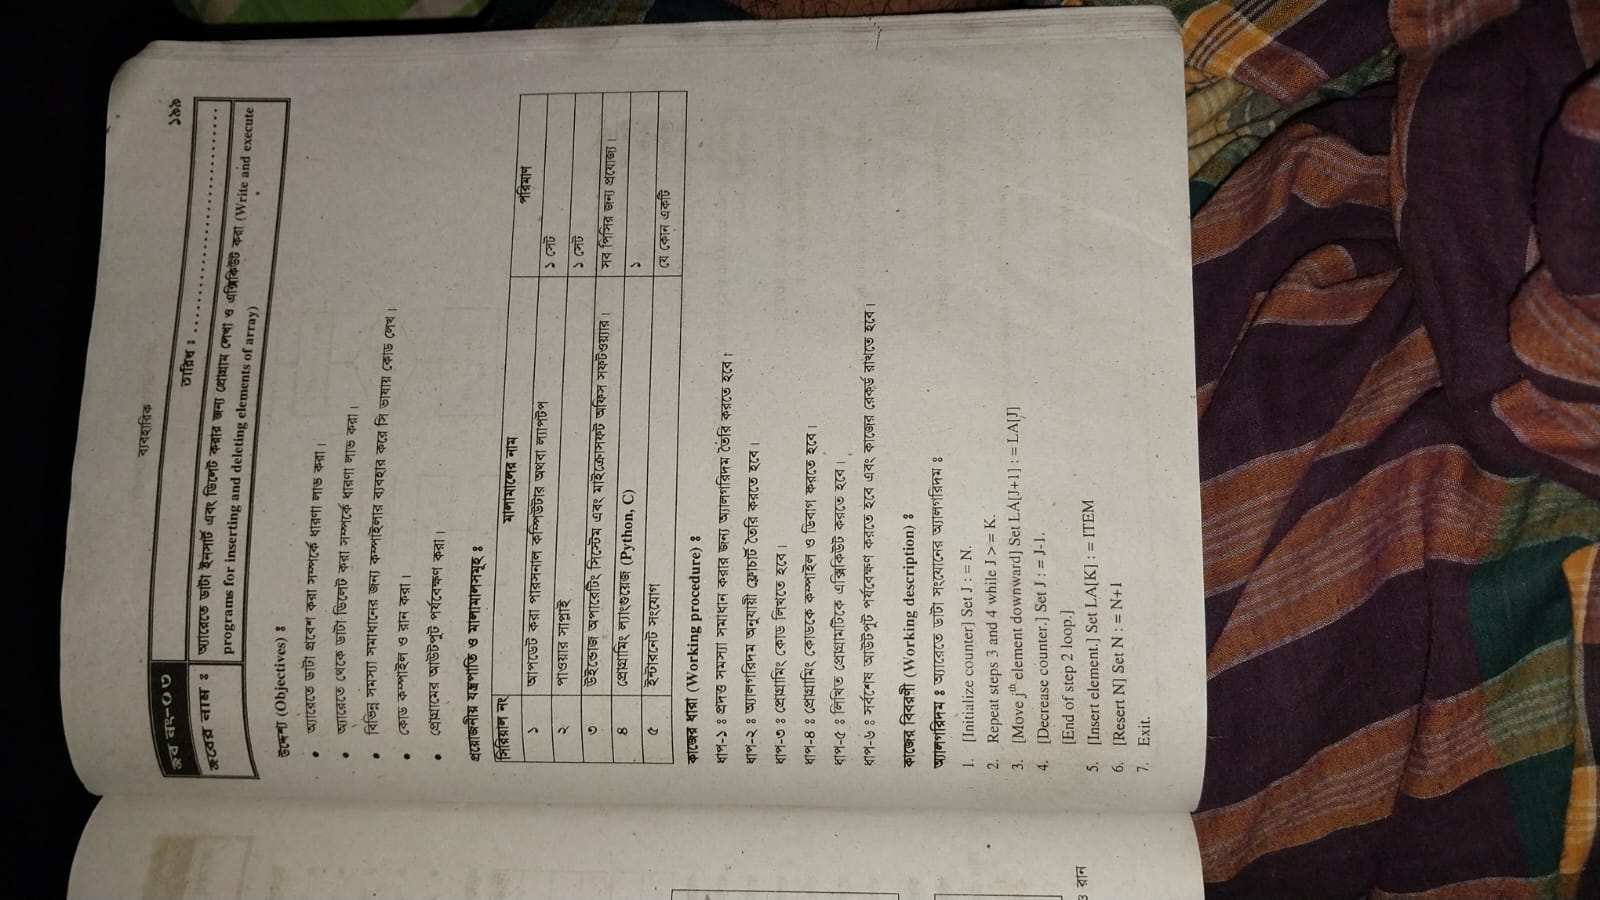 ব্যবহারিক
১৯৯
জব নং-০৩
তারিখ ঃ
জবের নাম ঃ
অ্যারেতে ডাটা ইনসার্ট এবং ডিলেট করার জন্য প্রোগ্রাম লেখা ও এক্সিকিউট করা (Write and execute
programs for inserting and deleting elements of array)
উদ্দেশ্য (Objectives) ঃ
• অ্যারেতে ডাটা প্রবেশ করা সম্পর্কে ধারণা লাভ করা।
• অ্যারেতে থেকে ডাটা ডিলেট করা সম্পর্কে ধারণা লাভ করা।
• বিভিন্ন সমস্যা সমাধানের জন্য কম্পাইলার ব্যবহার করে সি ভাষায় কোড লেখ।
• কোড কম্পাইল ও রান করা।
• প্রোগ্রামের আউটপুট পর্যবেক্ষণ করা।
প্রয়োজনীয় যন্ত্রপাতি ও মালামালসমূহ ঃ
সিরিয়াল নং মালামালের নাম পরিমাণ
১ আপডেট করা পারসনাল কম্পিউটার অথবা ল্যাপটপ ১ সেট
২ পাওয়ার সাপ্লাই ১ সেট
৩ উইন্ডোজ অপারেটিং সিস্টেম এবং মাইক্রোসফট অফিস সফটওয়্যার। সব পিসির জন্য প্রযোজ্য।
৪ প্রোগ্রামিং ল্যাংগুয়েজ (Python, C) ১
৫ ইন্টারনেট সংযোগ যে কোন একটি
কাজের ধারা (Working procedure) ঃ
ধাপ-১ ঃ প্রদত্ত সমস্যা সমাধান করার জন্য অ্যালগরিদম তৈরি করতে হবে।
ধাপ-২ ঃ অ্যালগরিদম অনুযায়ী ফ্লোচার্ট তৈরি করতে হবে।
ধাপ-৩ ঃ প্রোগ্রামিং কোড লিখতে হবে।
ধাপ-৪ ঃ প্রোগ্রামিং কোডকে কম্পাইল ও ডিবাগ করতে হবে।
ধাপ-৫ ঃ লিখিত প্রোগ্রামটিকে এক্সিকিউট করতে হবে।
ধাপ-৬ ঃ সর্বশেষ আউটপুট পর্যবেক্ষণ করতে হবে এবং কাজের রেকর্ড রাখতে হবে।
কাজের বিবরণী (Working description) ঃ
অ্যালগরিদম ঃ অ্যারেতে ডাটা সংযোনের অ্যালগরিদম ঃ
1. [Initialize counter] Set J : = N.
2. Repeat steps 3 and 4 while J > = K.
3. [Move jth element downward] Set LA[J+1] : = LA[J]
4. [Decrease counter.] Set J : = J-1.
[End of step 2 loop.]
5. [Insert element.] Set LA[K] : = ITEM
6. [Resert N] Set N : = N+1
7. Exit.
ও রান